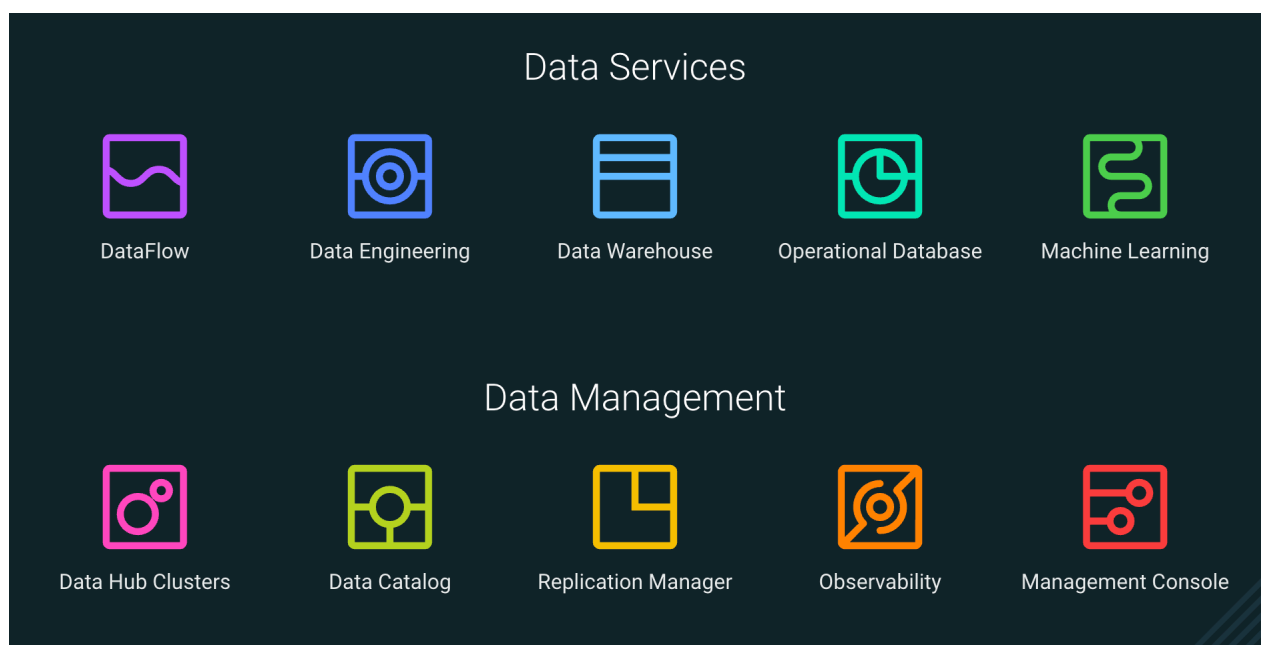 Data Services
DataFlow
Data Engineering
Data Warehouse
Operational Database
Machine Learning
Data Management
Data Hub Clusters
Data Catalog
Replication Manager
Observability
Management Console